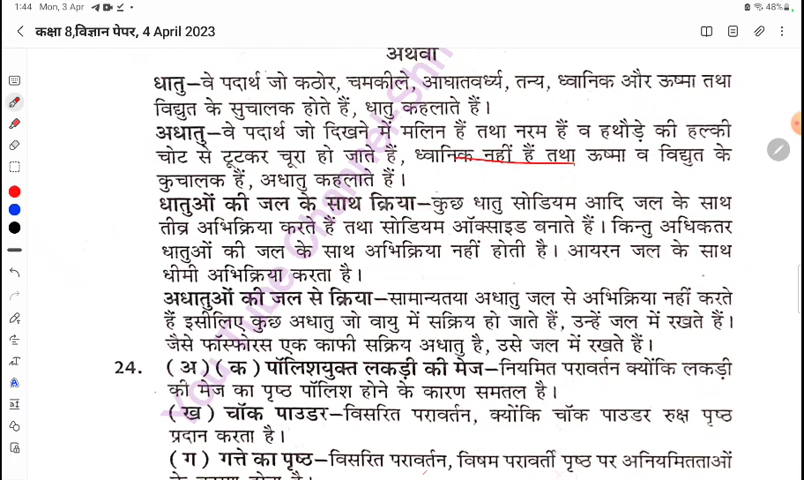 1:44 Mon, 3 Apr
48%
कक्षा 8,विज्ञान पेपर, 4 April 2023
अथवा
धातु–वे पदार्थ जो कठोर, चमकीले, आघातवर्ध्य, तन्य, ध्वानिक और ऊष्मा तथा
विद्युत के सुचालक होते हैं, धातु कहलाते हैं।
अधातु–वे पदार्थ जो दिखने में मलिन हैं तथा नरम हैं व हथौड़े की हल्की
चोट से टूटकर चूरा हो जाते हैं, ध्वानिक नहीं हैं तथा ऊष्मा व विद्युत के
कुचालक हैं, अधातु कहलाते हैं।
धातुओं की जल के साथ क्रिया–कुछ धातु सोडियम आदि जल के साथ
तीव्र अभिक्रिया करते हैं तथा सोडियम ऑक्साइड बनाते हैं। किन्तु अधिकतर
धातुओं की जल के साथ अभिक्रिया नहीं होती है। आयरन जल के साथ
धीमी अभिक्रिया करता है।
अधातुओं की जल से क्रिया–सामान्यतया अधातु जल से अभिक्रिया नहीं करते
हैं इसीलिए कुछ अधातु जो वायु में सक्रिय हो जाते हैं, उन्हें जल में रखते हैं।
जैसे फॉस्फोरस एक काफी सक्रिय अधातु है, उसे जल में रखते हैं।
24. (अ) (क) पॉलिशयुक्त लकड़ी की मेज–नियमित परावर्तन क्योंकि लकड़ी
की मेज का पृष्ठ पॉलिश होने के कारण समतल है।
(ख) चॉक पाउडर–विसरित परावर्तन, क्योंकि चॉक पाउडर रुक्ष पृष्ठ
प्रदान करता है।
(ग) गत्ते का पृष्ठ–विसरित परावर्तन, विषम परावर्ती पृष्ठ पर अनियमितताओं
You Tube Channel-Shri